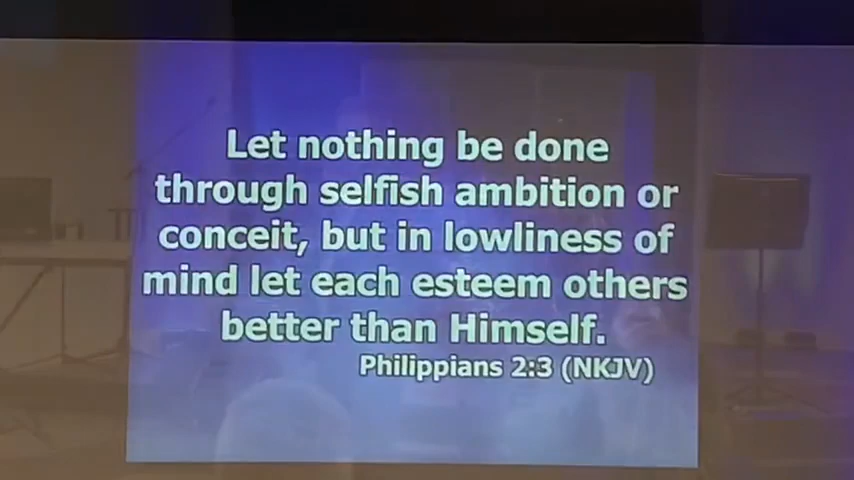 Let nothing be done
through selfish ambition or
conceit, but in lowliness of
mind let each esteem others
better than Himself.
Philippians 2:3 (NKJV)